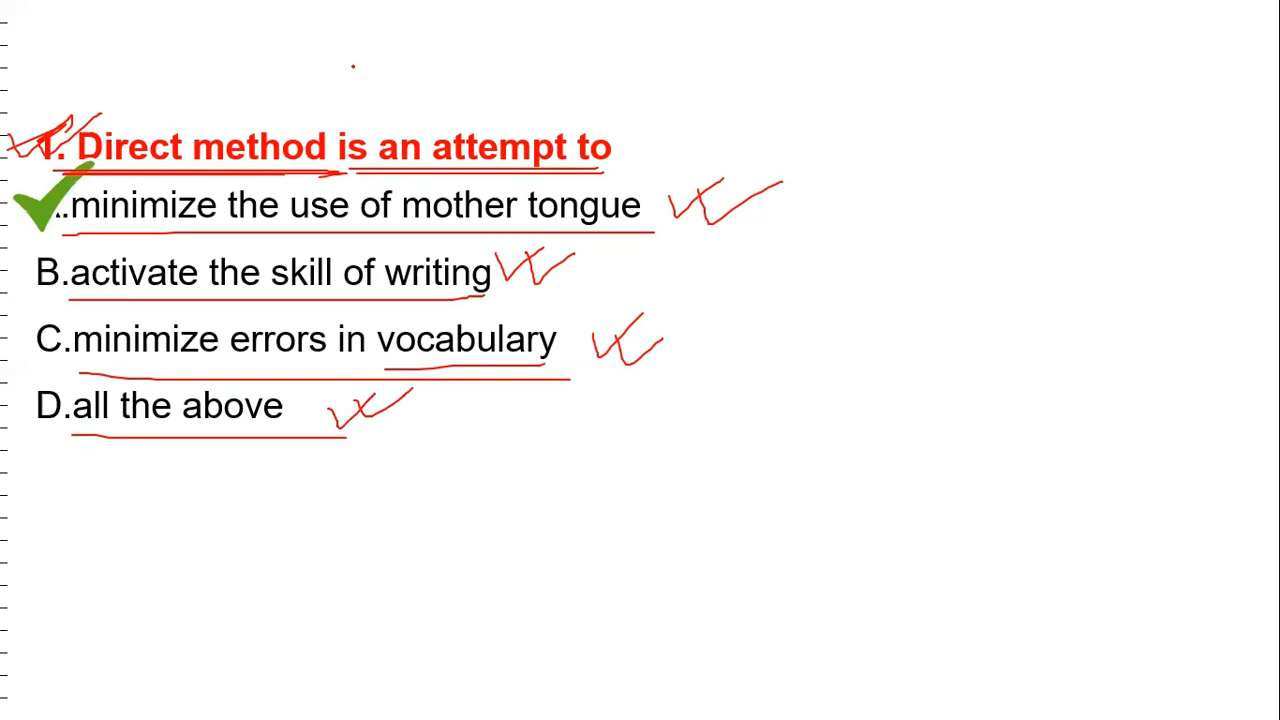 1. Direct method is an attempt to
.minimize the use of mother tongue
B.activate the skill of writing
C.minimize errors in vocabulary
D.all the above